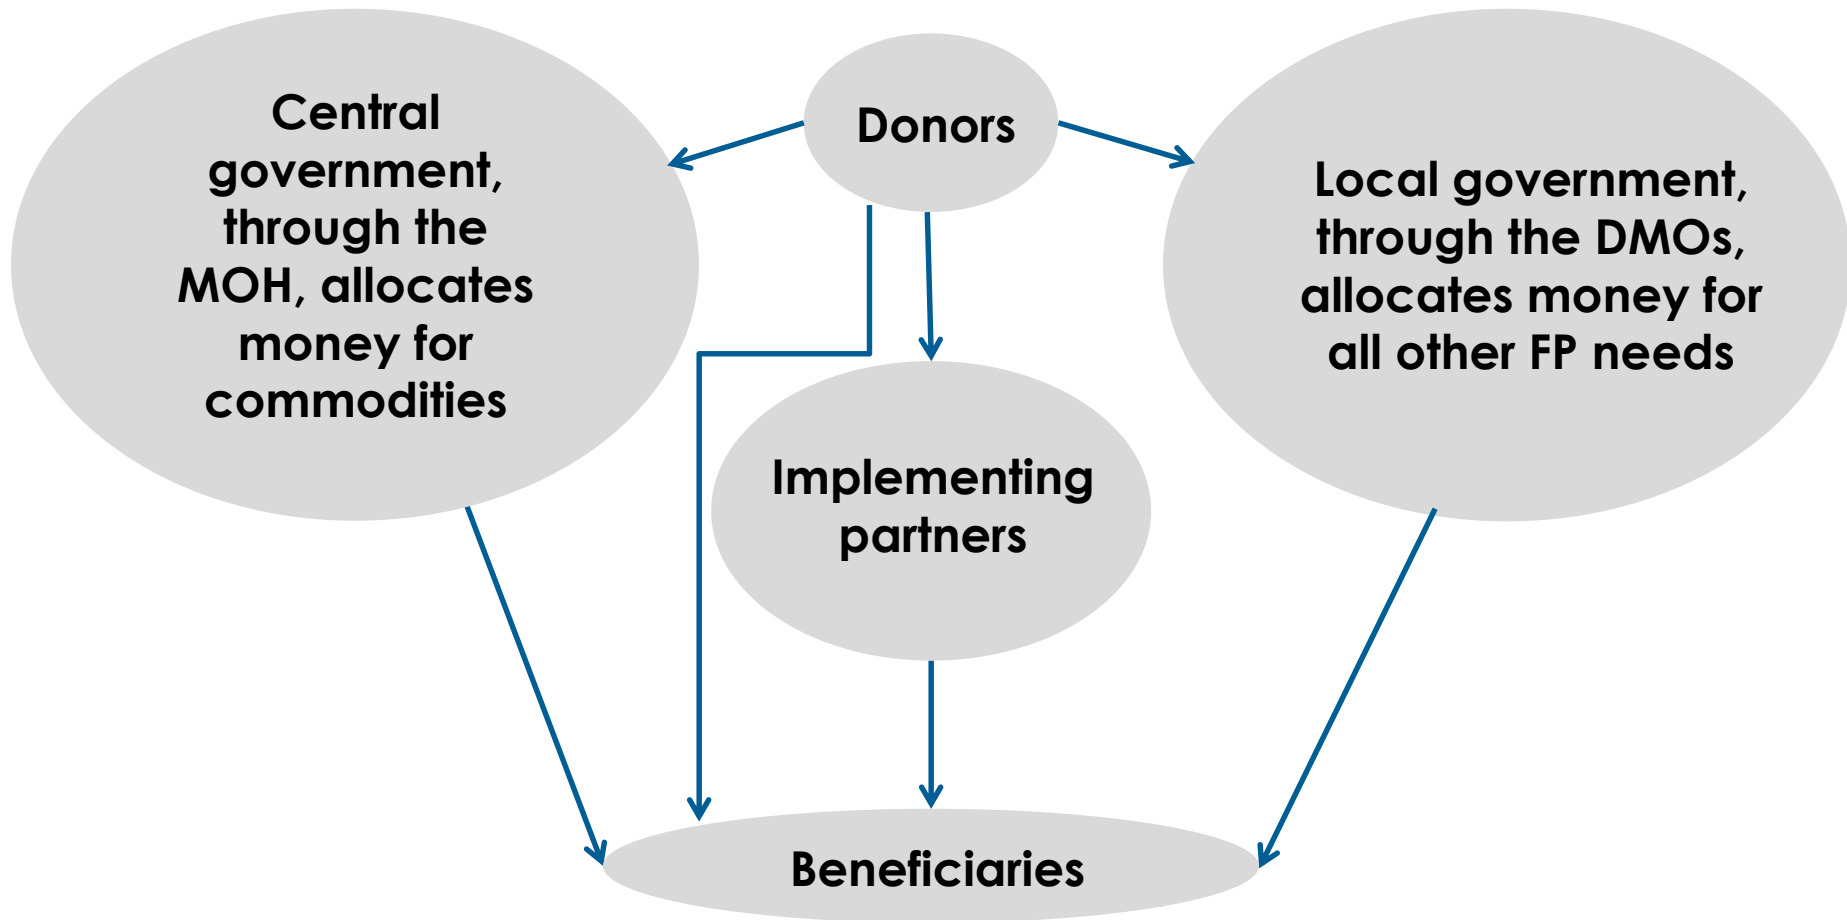 Central
government,
through the
MOH, allocates
money for
commodities
Donors
Local government,
through the DMOs,
allocates money for
all other FP needs
Implementing
partners
Beneficiaries